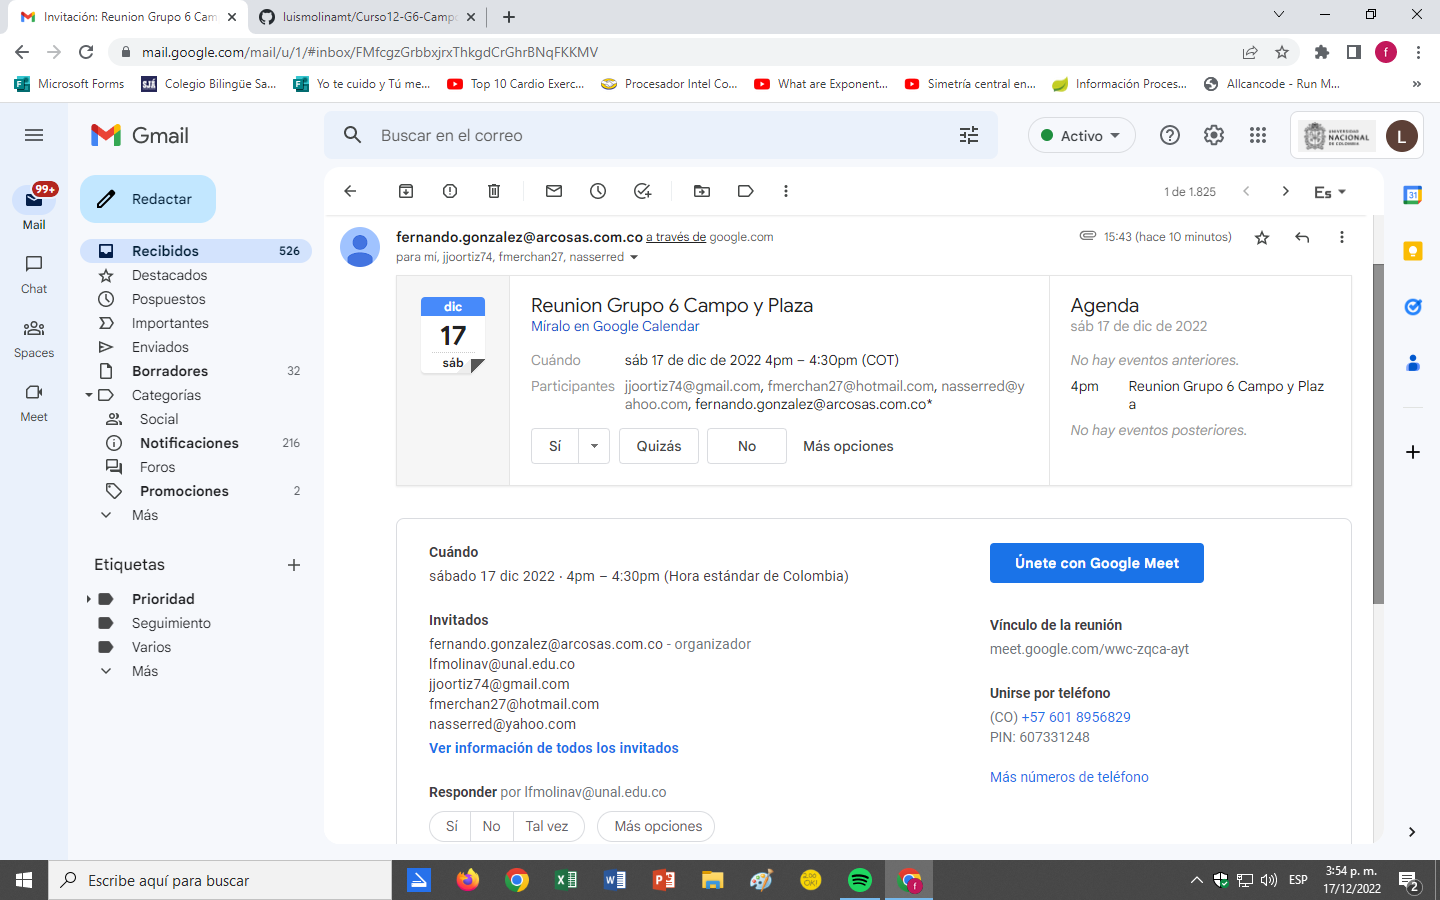 Invitación: Reunion Grupo 6 Cam
luismolinamt/Curso12-G6-Campo
mail.google.com/mail/u/1/#inbox/FMfcgzGrbbxjrxThkgdCrGhrBNqFKKMV
f
Microsoft Forms
Colegio Bilingüe Sa...
Yo te cuido y Tú me...
Top 10 Cardio Exerc...
Procesador Intel Co...
What are Exponent...
Simetría central en...
Información Proces...
Allcancode - Run M...
»
Gmail
Buscar en el correo
Activo
UNIVERSIDAD
NACIONAL
DE COLOMBIA
L
99+
Mail
Chat
Spaces
Meet
Redactar
Recibidos 526
Destacados
Pospuestos
Importantes
Enviados
Borradores 32
Categorías
Social
Notificaciones 216
Foros
Promociones 2
Más
Etiquetas
Prioridad
Seguimiento
Varios
Más
1 de 1.825
Es
31
fernando.gonzalez@arcosas.com.co a través de google.com
15:43 (hace 10 minutos)
para mí, jjoortiz74, fmerchan27, nasserred
dic
17
sáb
Reunion Grupo 6 Campo y Plaza
Míralo en Google Calendar
Cuándo sáb 17 de dic de 2022 4pm – 4:30pm (COT)
Participantes jjoortiz74@gmail.com, fmerchan27@hotmail.com, nasserred@y
ahoo.com, fernando.gonzalez@arcosas.com.co*
Sí
Quizás
No
Más opciones
Agenda
sáb 17 de dic de 2022
No hay eventos anteriores.
4pm Reunion Grupo 6 Campo y Plaz
a
No hay eventos posteriores.
Cuándo
sábado 17 dic 2022 · 4pm – 4:30pm (Hora estándar de Colombia)
Invitados
fernando.gonzalez@arcosas.com.co - organizador
lfmolinav@unal.edu.co
jjoortiz74@gmail.com
fmerchan27@hotmail.com
nasserred@yahoo.com
Ver información de todos los invitados
Responder por lfmolinav@unal.edu.co
Sí
No
Tal vez
Más opciones
Únete con Google Meet
Vínculo de la reunión
meet.google.com/wwc-zqca-ayt
Unirse por teléfono
(CO) +57 601 8956829
PIN: 607331248
Más números de teléfono
Escribe aquí para buscar
ESP
3:54 p. m.
17/12/2022
2